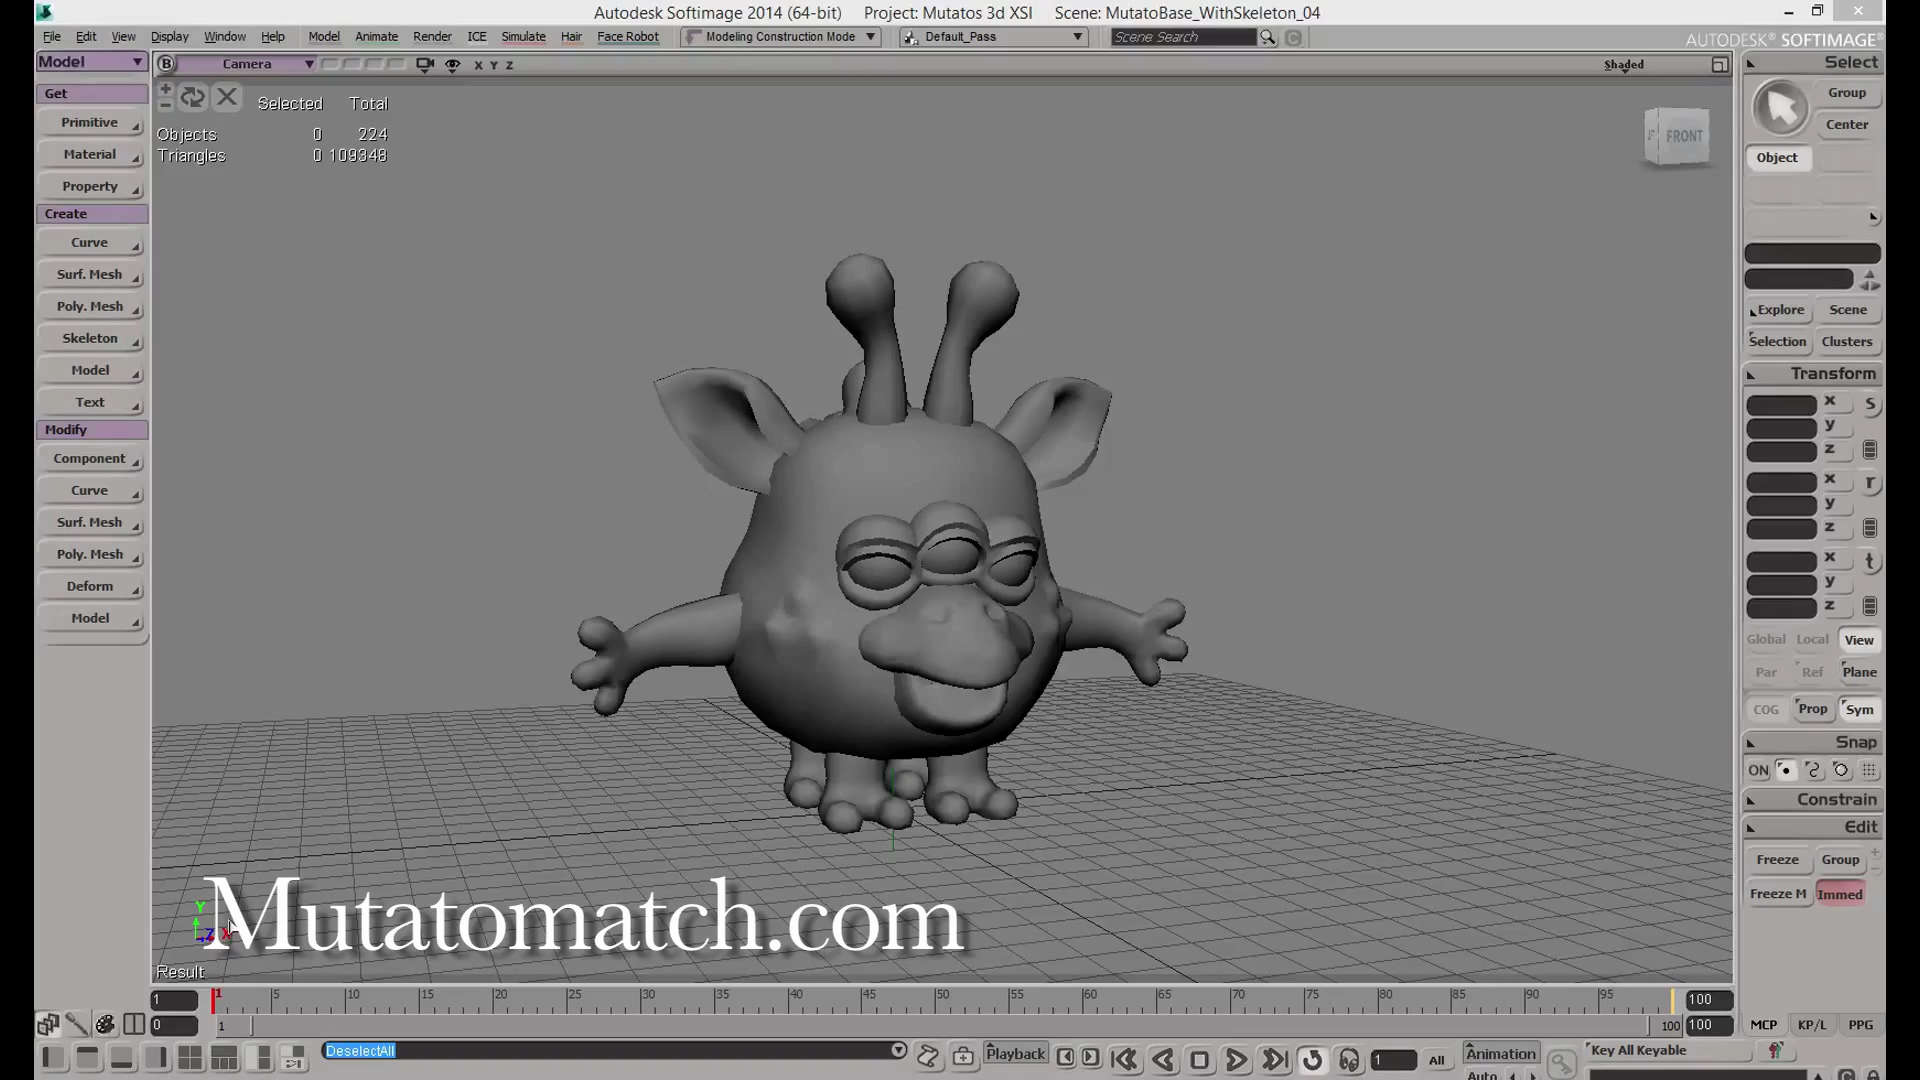 Autodesk Softimage 2014 (64-bit) Project: Mutatos 3d XSI Scene: MutatoBase_WithSkeleton_04
File Edit View Display Window Help Model Animate Render ICE Simulate Hair Face Robot Modeling Construction Mode Default_Pass Scene Search C
AUTODESK® SOFTIMAGE®
Model
B Camera X Y Z Shaded
Select
Get
Primitive
Material
Property
Create
Curve
Surf. Mesh
Poly. Mesh
Skeleton
Model
Text
Modify
Component
Curve
Surf. Mesh
Poly. Mesh
Deform
Model
Selected Total
Objects 0 224
Triangles 0 109348
FRONT
Group
Center
Object
Explore Scene
Selection Clusters
Transform
x s
y
z
x r
y
z
x t
y
z
Global Local View
Par Ref Plane
COG Prop Sym
Snap
ON
Constrain
Edit
Freeze Group
Freeze M Immed
Y Z X
Mutatomatch.com
Result
1 1 5 10 15 20 25 30 35 40 45 50 55 60 65 70 75 80 85 90 95 100
0 1 100 100
MCP KP/L PPG
DeselectAll Playback 1 All Animation Key All Keyable
Auto